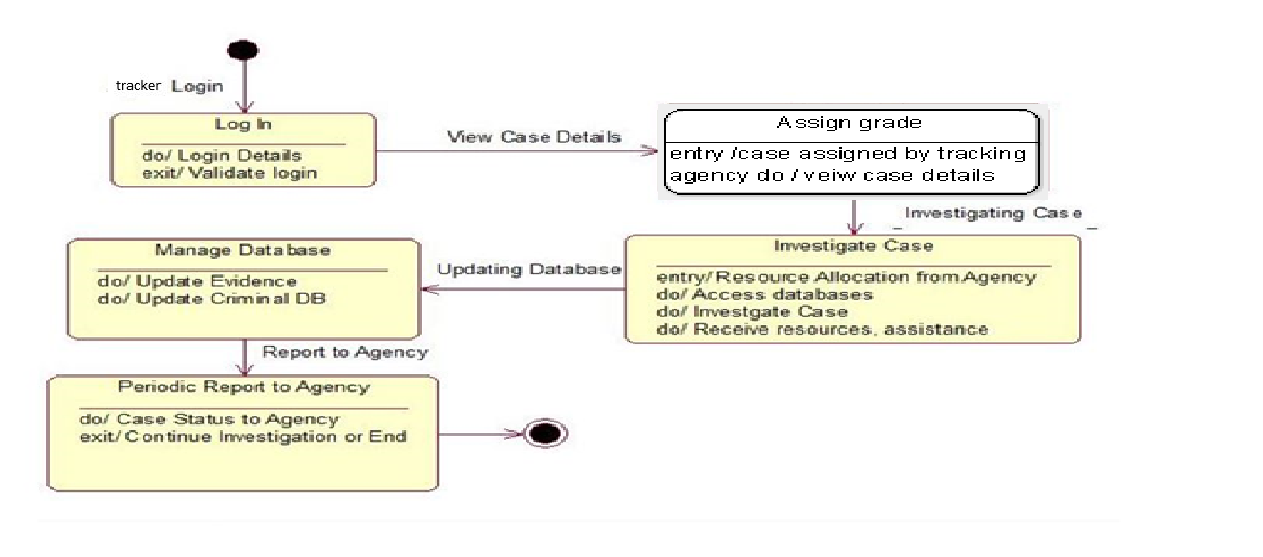 tracker Login
Log In
do/ Login Details
exit/ Validate login
View Case Details
Assign grade
entry /case assigned by tracking
agency do / veiw case details
Investigating Case
Investigate Case
entry/ Resource Allocation from Agency
do/ Access databases
do/ Investgate Case
do/ Receive resources, assistance
Updating Database
Manage Database
do/ Update Evidence
do/ Update Criminal DB
Report to Agency
Periodic Report to Agency
do/ Case Status to Agency
exit/ Continue Investigation or End